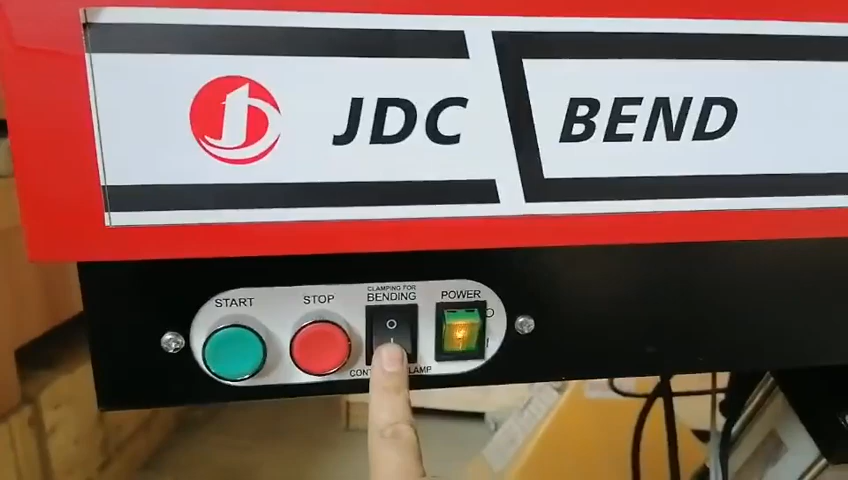 JDC BEND
START
STOP
CLAMPING FOR
BENDING
POWER